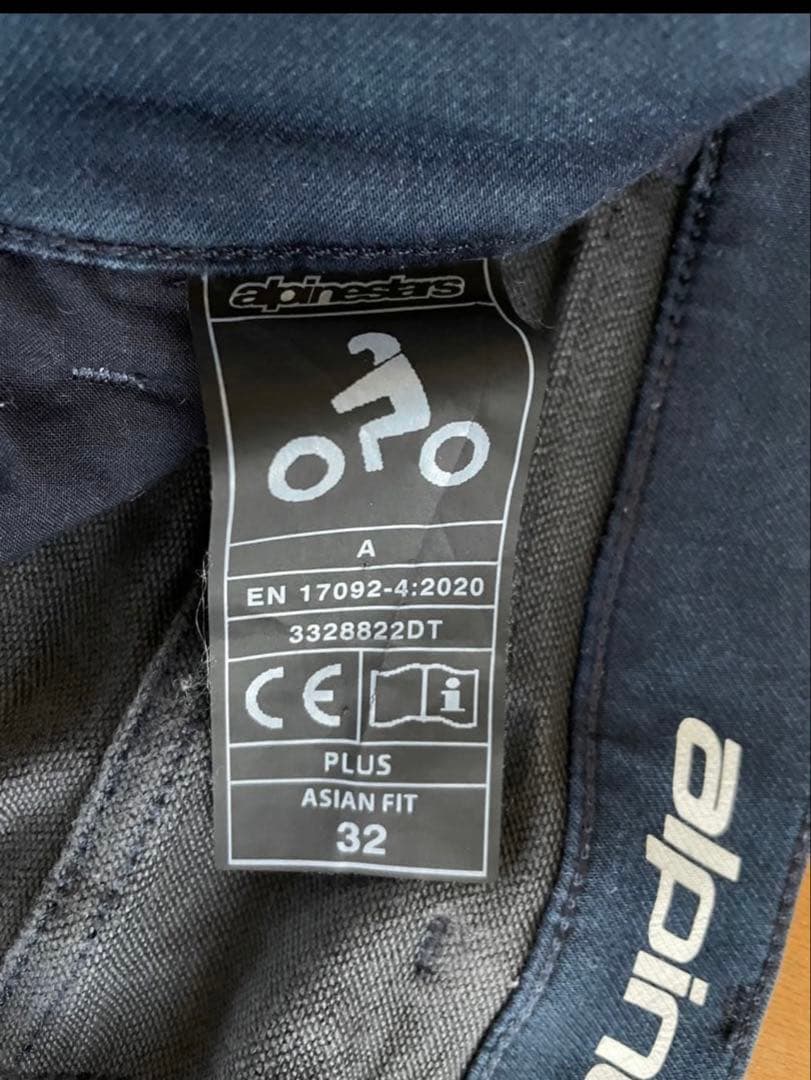 alpinestars
A
EN 17092-4:2020
3328822DT
CE
i
PLUS
ASIAN FIT
32
alpine